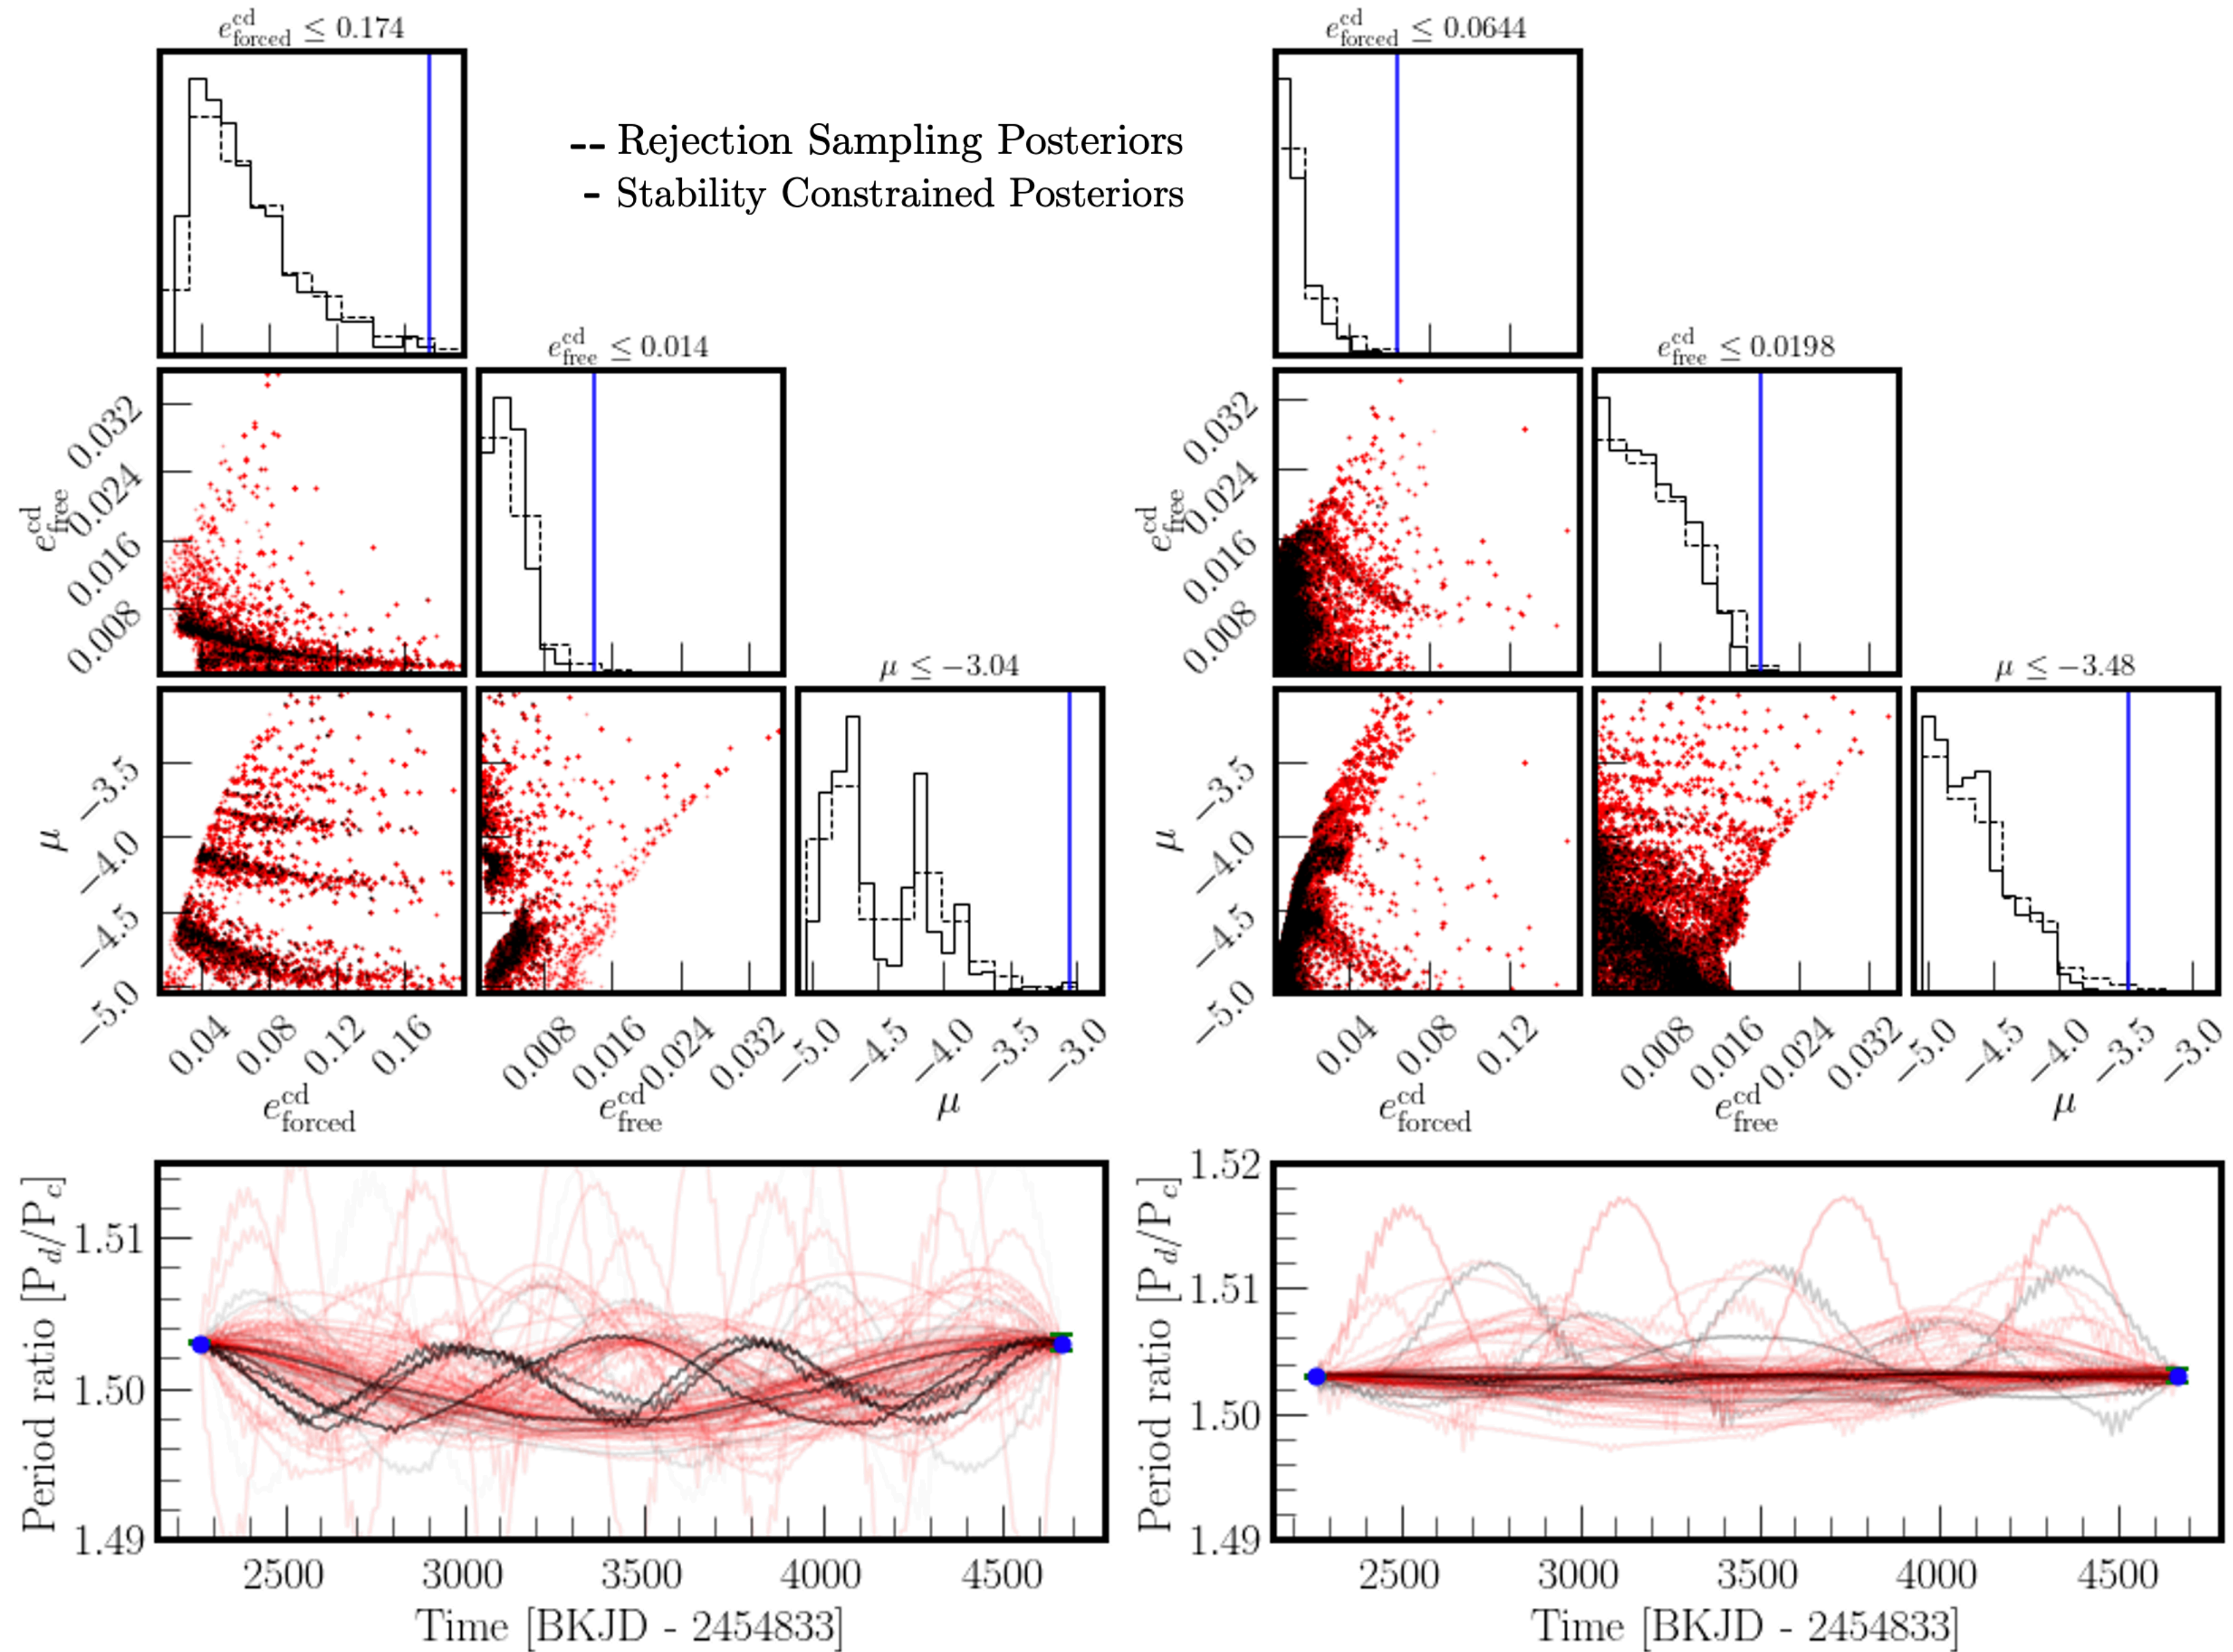 e^cd_forced ≤ 0.174
e^cd_forced ≤ 0.0644
-- Rejection Sampling Posteriors
- Stability Constrained Posteriors
e^cd_free ≤ 0.014
e^cd_free ≤ 0.0198
0.032
0.024
0.016
0.008
e^cd_free
0.032
0.024
0.016
0.008
e^cd_free
μ ≤ −3.04
μ ≤ −3.48
−3.5
−4.0
−4.5
−5.0
μ
−3.5
−4.0
−4.5
−5.0
μ
0.04 0.08 0.12 0.16
0.008 0.016 0.024 0.032
−5.0 −4.5 −4.0 −3.5 −3.0
0.04 0.08 0.12
0.008 0.016 0.024 0.032
−5.0 −4.5 −4.0 −3.5 −3.0
e^cd_forced
e^cd_free
μ
e^cd_forced
e^cd_free
μ
Period ratio [P_d/P_c]
1.51
1.50
1.49
2500 3000 3500 4000 4500
Time [BKJD - 2454833]
Period ratio [P_d/P_c]
1.52
1.51
1.50
1.49
2500 3000 3500 4000 4500
Time [BKJD - 2454833]